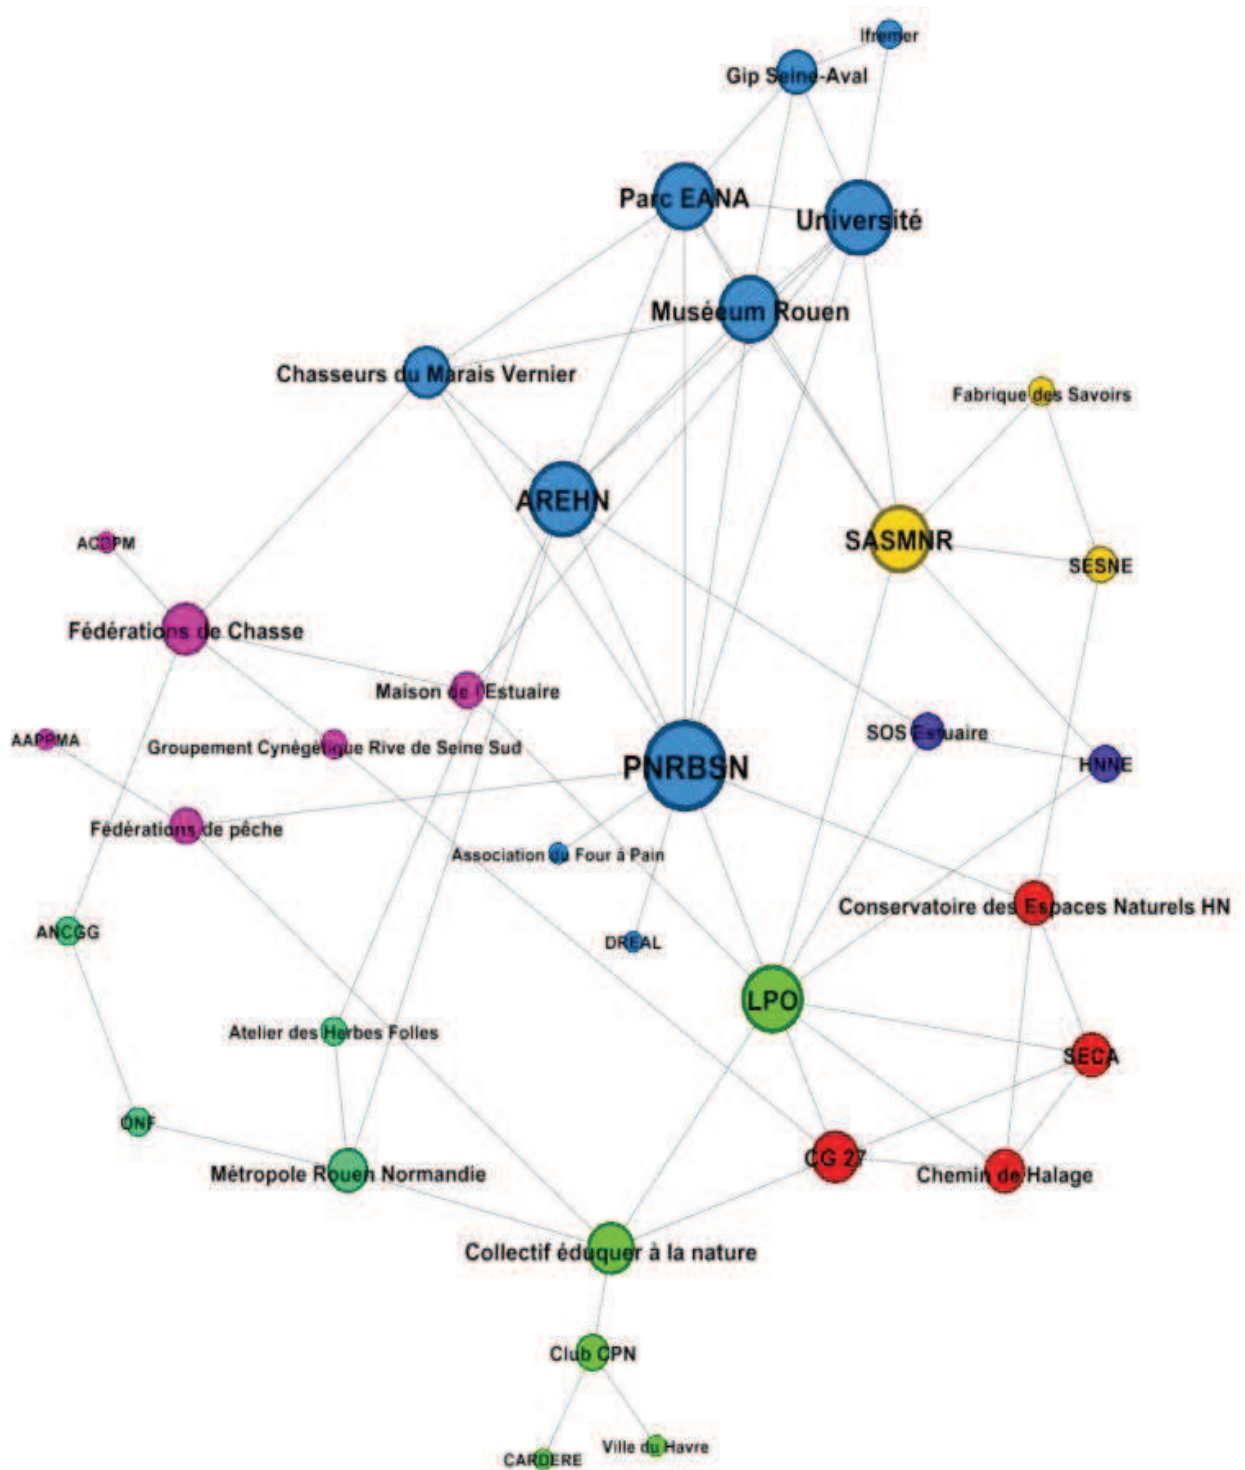 Ifremer
Gip Seine-Aval
Parc EANA
Université
Muséeum Rouen
Chasseurs du Marais Vernier
Fabrique des Savoirs
AREHN
SASMNR
ACDPM
SESNE
Fédérations de Chasse
Maison de l'Estuaire
SOS Estuaire
AAPPMA
Groupement Cynégétique Rive de Seine Sud
HNNE
PNRBSN
Fédérations de pêche
Association du Four à Pain
Conservatoire des Espaces Naturels HN
ANCGG
DREAL
LPO
Atelier des Herbes Folles
SECA
ONF
CG 27
Métropole Rouen Normandie
Chemin de Halage
Collectif éduquer à la nature
Club CPN
Ville du Havre
CARDERE